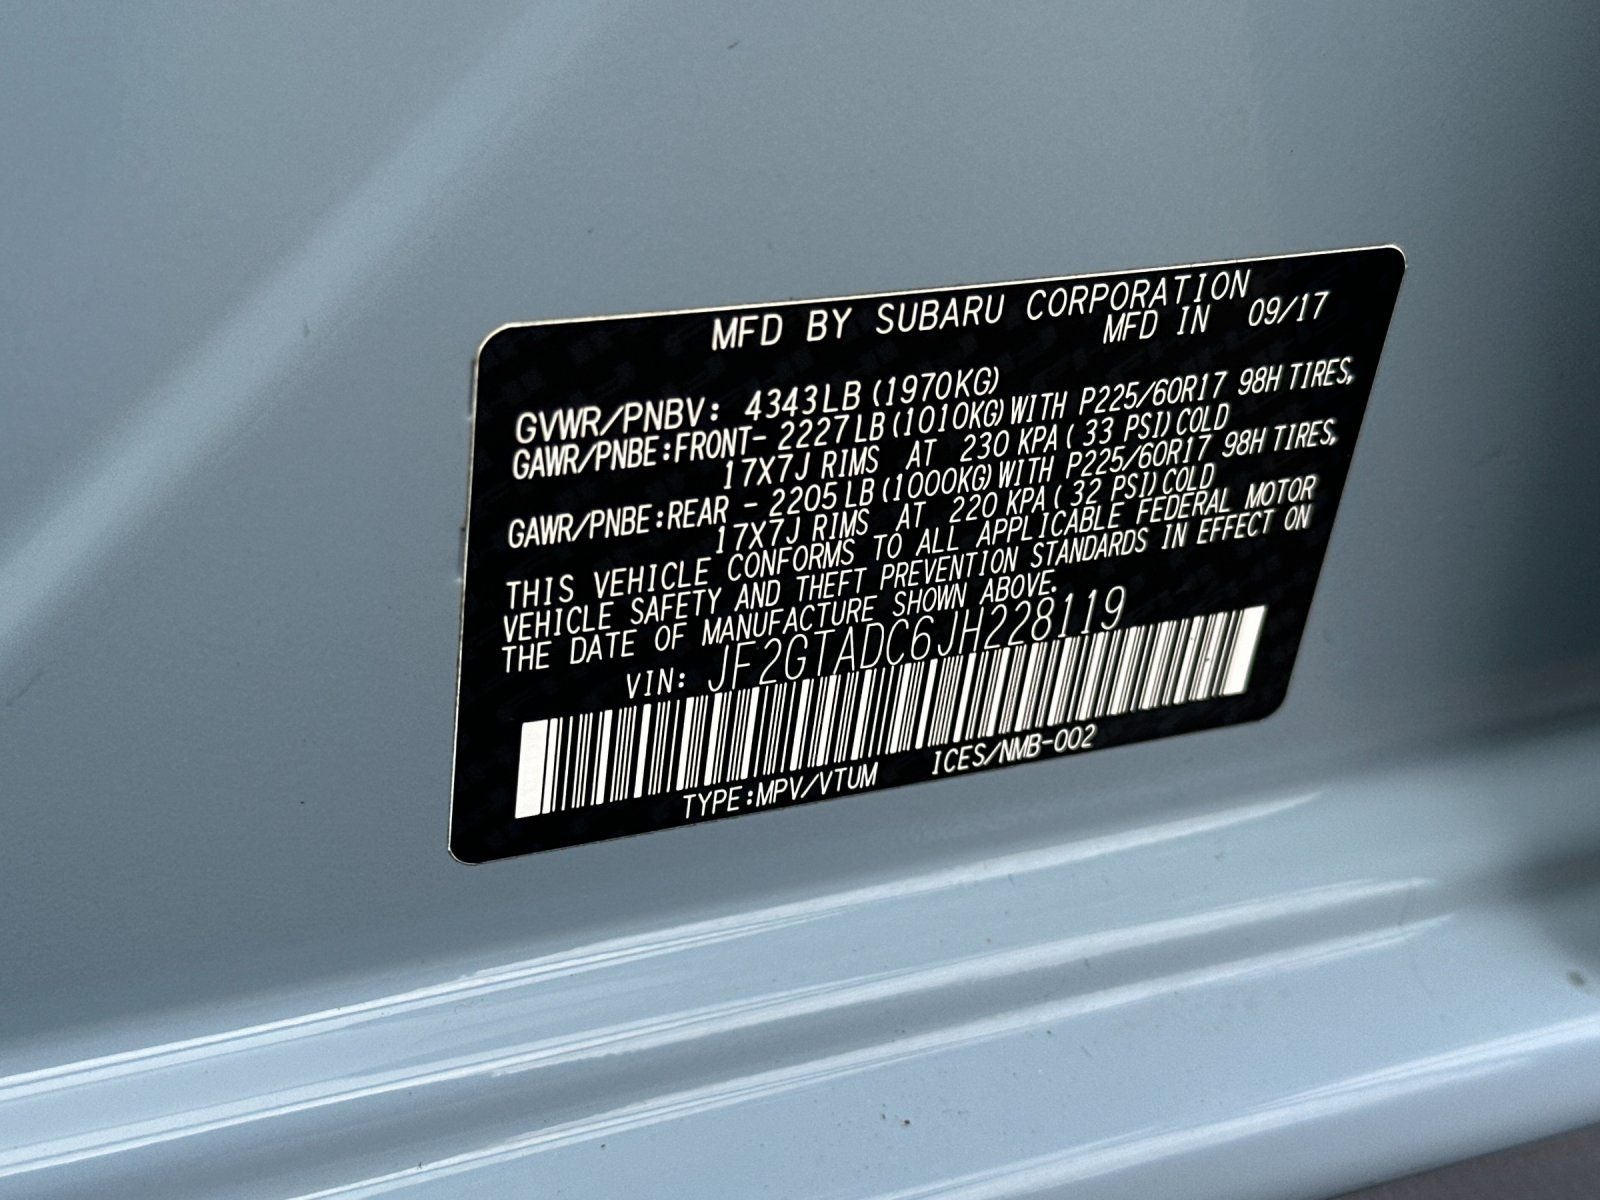 MFD BY SUBARU CORPORATION
MFD IN 09/17
GVWR/PNBV: 4343LB (1970KG)
GAWR/PNBE:FRONT- 2227LB (1010KG) WITH P225/60R17 98H TIRES,
17X7J RIMS AT 230 KPA ( 33 PSI) COLD
GAWR/PNBE:REAR - 2205LB (1000KG) WITH P225/60R17 98H TIRES,
17X7J RIMS AT 220 KPA ( 32 PSI) COLD
THIS VEHICLE CONFORMS TO ALL APPLICABLE FEDERAL MOTOR
VEHICLE SAFETY AND THEFT PREVENTION STANDARDS IN EFFECT ON
THE DATE OF MANUFACTURE SHOWN ABOVE.
VIN: JF2GTADC6JH228119
TYPE:MPV/VTUM ICES/NMB-002